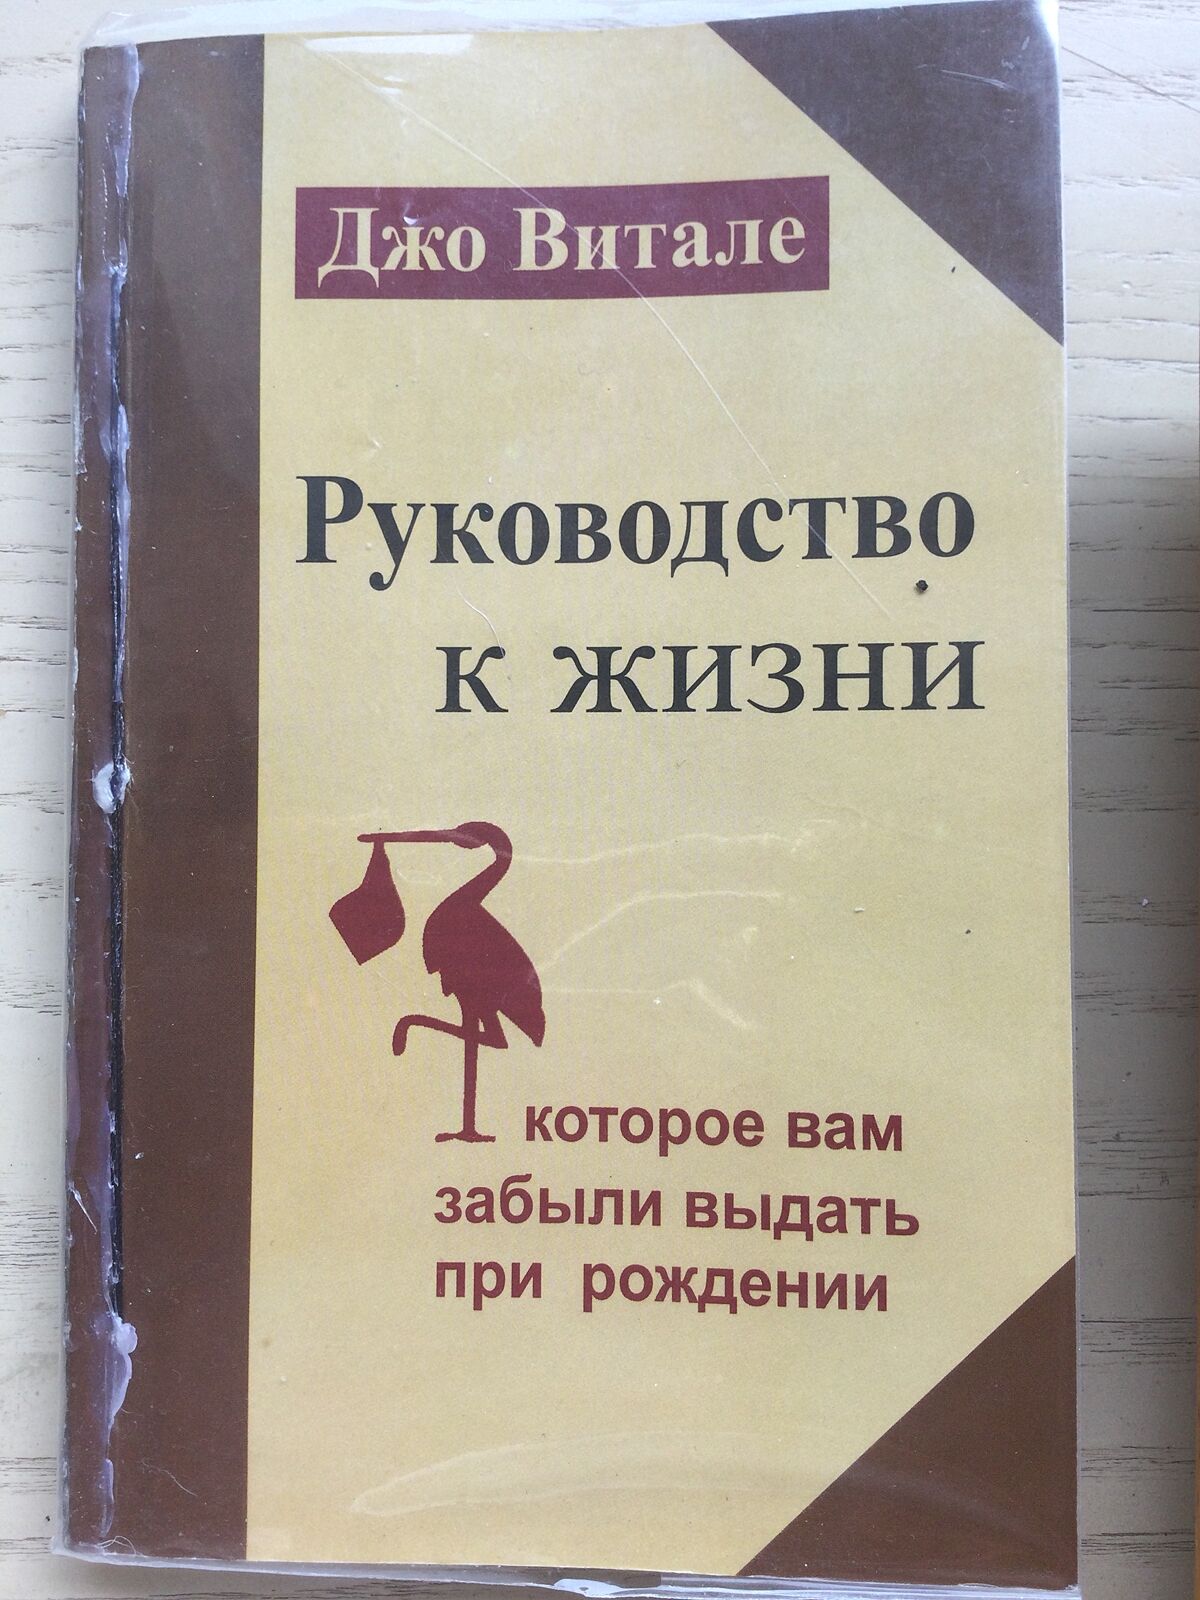 Джо Витале
Руководство
к жизни
которое вам
забыли выдать
при рождении